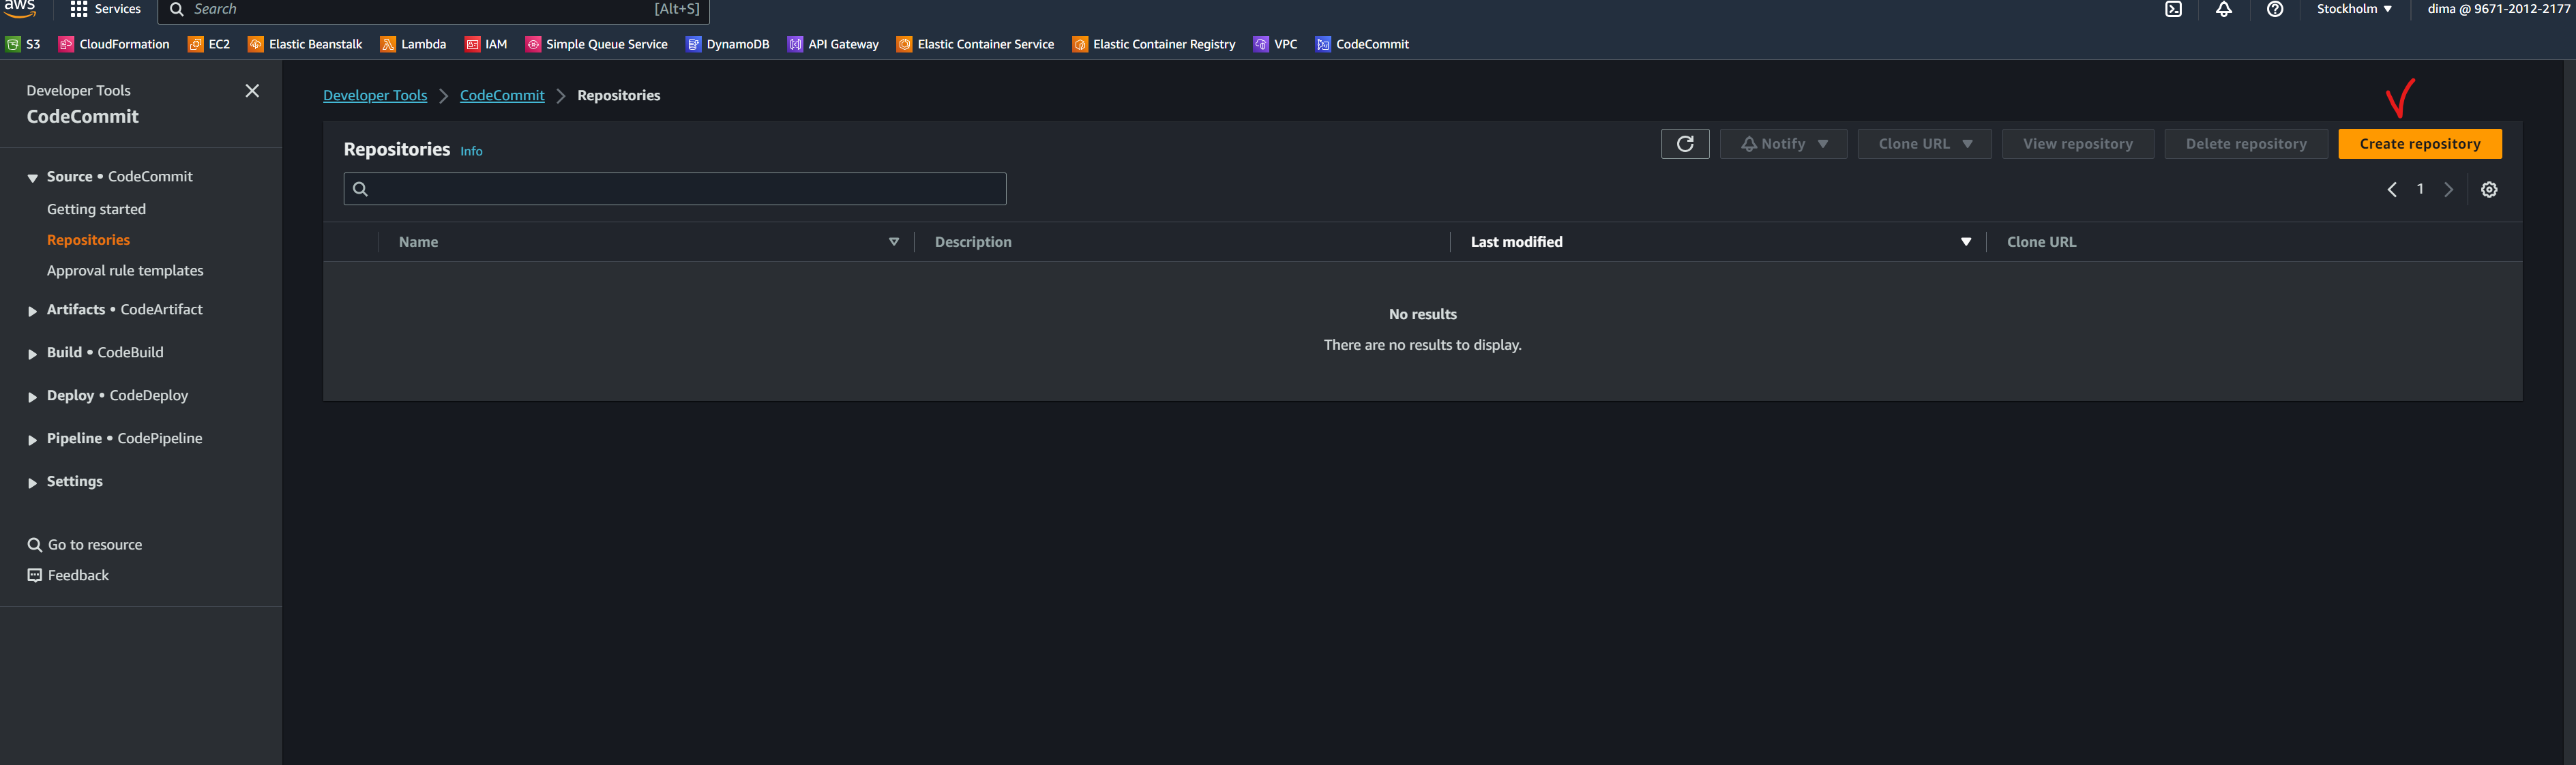 aws
Services
Search
[Alt+S]
Stockholm
dima @ 9671-2012-2177
S3
CloudFormation
EC2
Elastic Beanstalk
Lambda
IAM
Simple Queue Service
DynamoDB
API Gateway
Elastic Container Service
Elastic Container Registry
VPC
CodeCommit
Developer Tools
CodeCommit
Source • CodeCommit
Getting started
Repositories
Approval rule templates
Artifacts • CodeArtifact
Build • CodeBuild
Deploy • CodeDeploy
Pipeline • CodePipeline
Settings
Go to resource
Feedback
Developer Tools
CodeCommit
Repositories
Repositories Info
Notify
Clone URL
View repository
Delete repository
Create repository
1
Name
Description
Last modified
Clone URL
No results
There are no results to display.